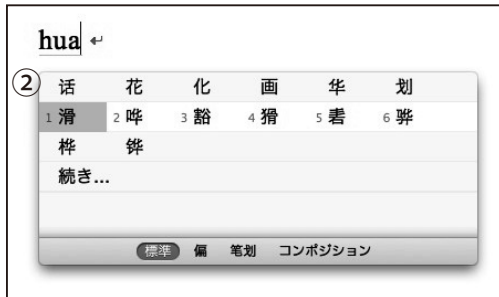 hua ↵
② 话 花 化 画 华 划
1 滑 2 哗 3 豁 4 猾 5 砉 6 骅
桦 铧
続き...
標準 偏 笔划 コンポジション